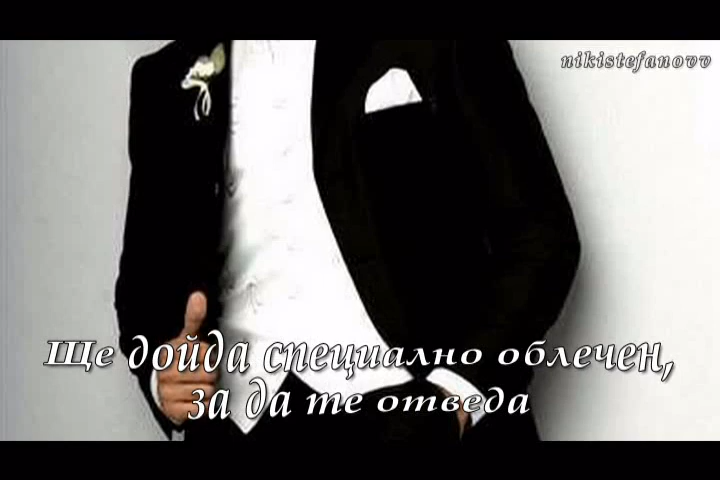 nikistefanovv
Ще дойда специално облечен,
за да те отведа